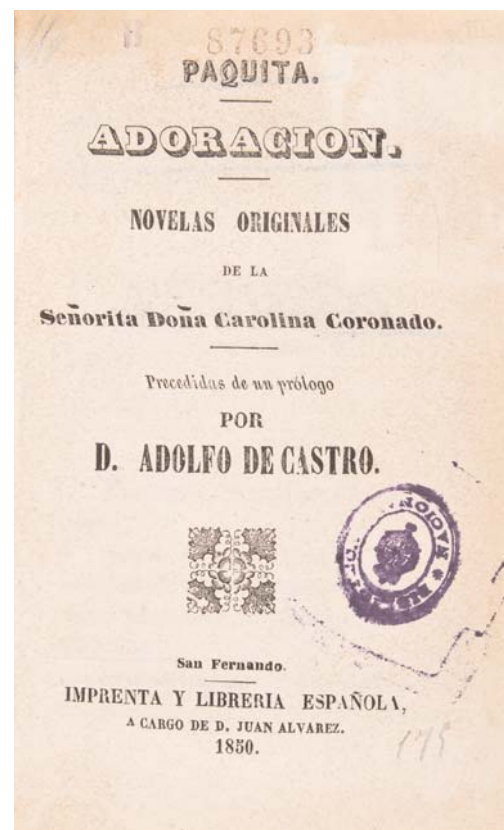 B 87693
PAQUITA.
ADORACION.
NOVELAS ORIGINALES
DE LA
Señorita Doña Carolina Coronado.
Precedidas de un prólogo
POR
D. ADOLFO DE CASTRO.
San Fernando.
IMPRENTA Y LIBRERIA ESPAÑOLA,
A CARGO DE D. JUAN ALVAREZ.
1850.